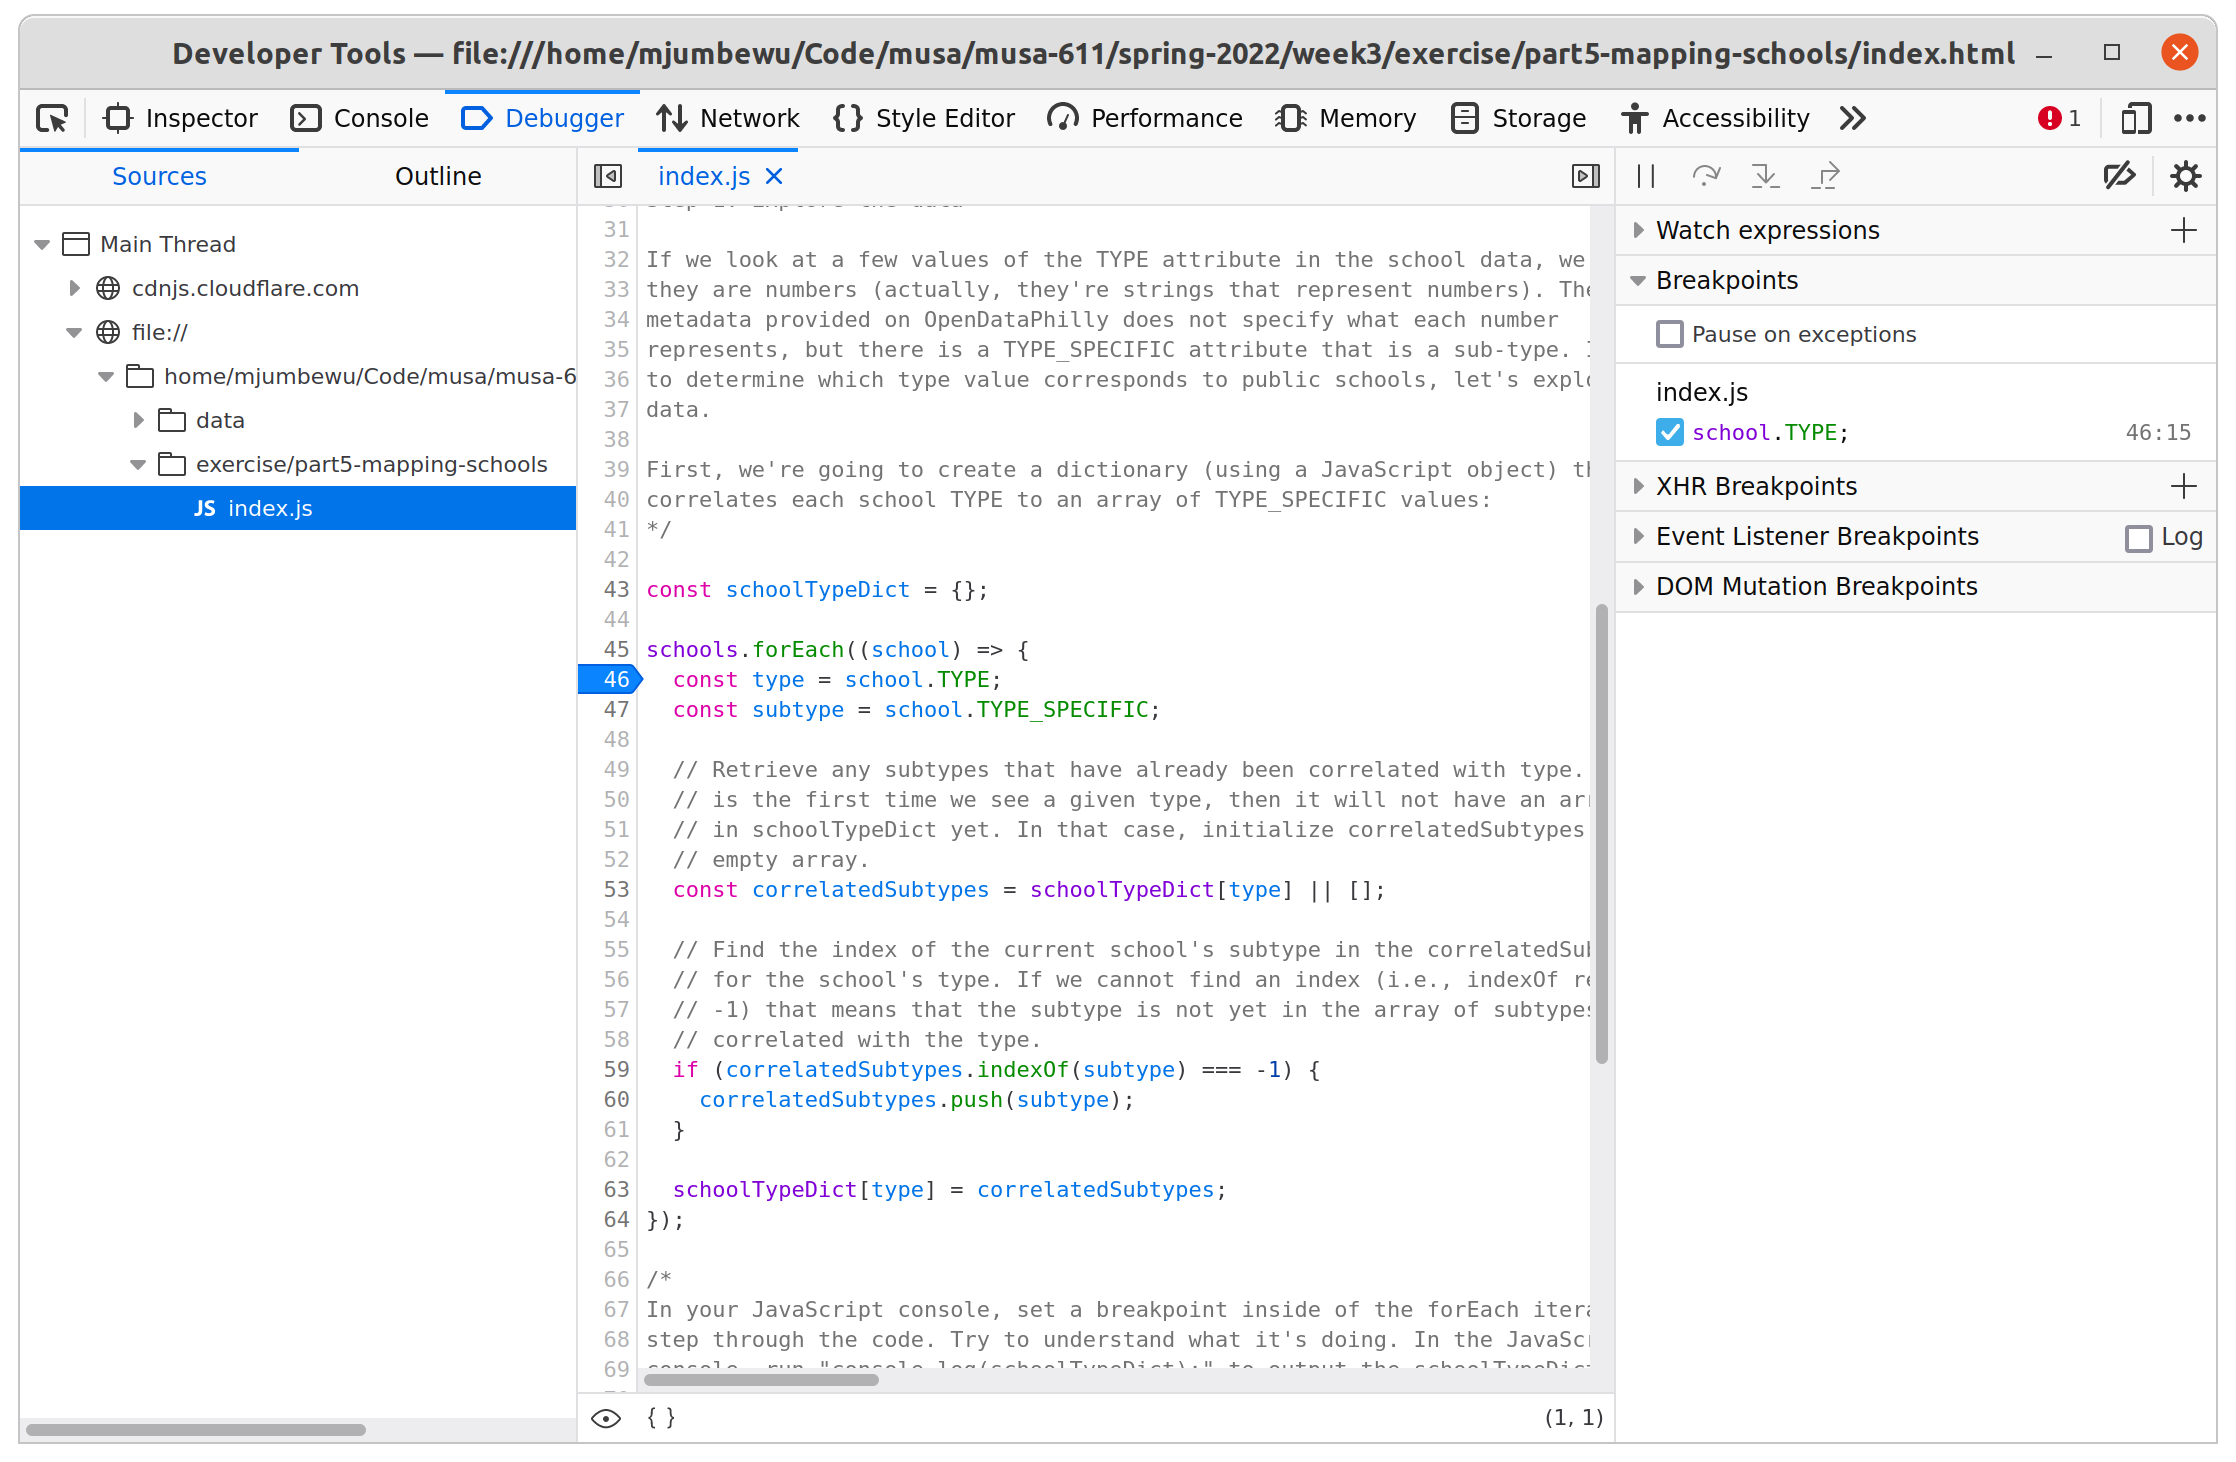 Developer Tools — file:///home/mjumbewu/Code/musa/musa-611/spring-2022/week3/exercise/part5-mapping-schools/index.html
Inspector Console Debugger Network Style Editor Performance Memory Storage Accessibility 1
Sources Outline
Main Thread
cdnjs.cloudflare.com
file://
home/mjumbewu/Code/musa/musa-6
data
exercise/part5-mapping-schools
JS index.js
index.js
31
32 If we look at a few values of the TYPE attribute in the school data, we
33 they are numbers (actually, they're strings that represent numbers). The
34 metadata provided on OpenDataPhilly does not specify what each number
35 represents, but there is a TYPE_SPECIFIC attribute that is a sub-type.
36 to determine which type value corresponds to public schools, let's explo
37 data.
38
39 First, we're going to create a dictionary (using a JavaScript object) th
40 correlates each school TYPE to an array of TYPE_SPECIFIC values:
41 */
42
43 const schoolTypeDict = {};
44
45 schools.forEach((school) => {
46 const type = school.TYPE;
47 const subtype = school.TYPE_SPECIFIC;
48
49 // Retrieve any subtypes that have already been correlated with type.
50 // is the first time we see a given type, then it will not have an arr
51 // in schoolTypeDict yet. In that case, initialize correlatedSubtypes
52 // empty array.
53 const correlatedSubtypes = schoolTypeDict[type] || [];
54
55 // Find the index of the current school's subtype in the correlatedSub
56 // for the school's type. If we cannot find an index (i.e., indexOf re
57 // -1) that means that the subtype is not yet in the array of subtypes
58 // correlated with the type.
59 if (correlatedSubtypes.indexOf(subtype) === -1) {
60 correlatedSubtypes.push(subtype);
61 }
62
63 schoolTypeDict[type] = correlatedSubtypes;
64 });
65
66 /*
67 In your JavaScript console, set a breakpoint inside of the forEach itera
68 step through the code. Try to understand what it's doing. In the JavaScr
69 console, run "console.log(schoolTypeDict);" to output the schoolTypeDict
{ } (1, 1)
Watch expressions
Breakpoints
Pause on exceptions
index.js
school.TYPE; 46:15
XHR Breakpoints
Event Listener Breakpoints Log
DOM Mutation Breakpoints